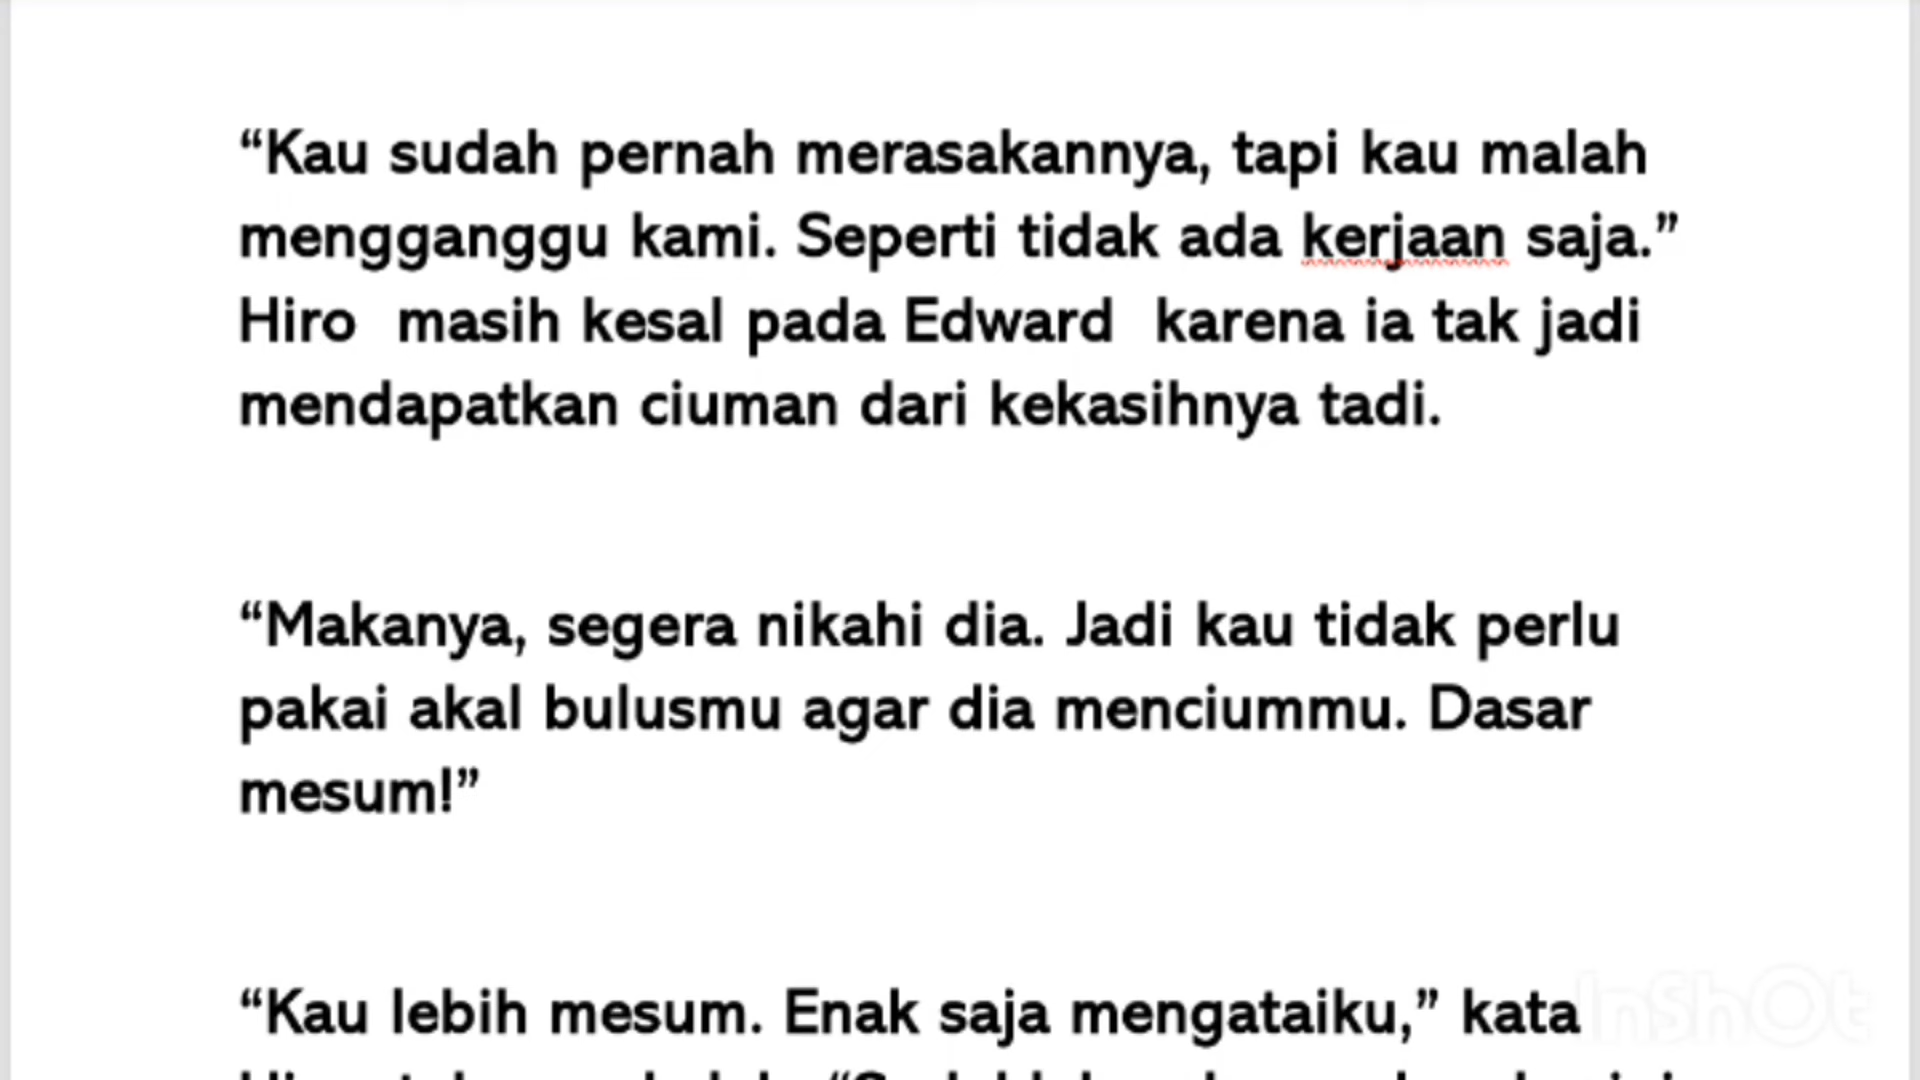 “Kau sudah pernah merasakannya, tapi kau malah
mengganggu kami. Seperti tidak ada kerjaan saja.”
Hiro  masih kesal pada Edward  karena ia tak jadi
mendapatkan ciuman dari kekasihnya tadi.
“Makanya, segera nikahi dia. Jadi kau tidak perlu
pakai akal bulusmu agar dia menciummu. Dasar
mesum!”
“Kau lebih mesum. Enak saja mengataiku,” kata
InShOt